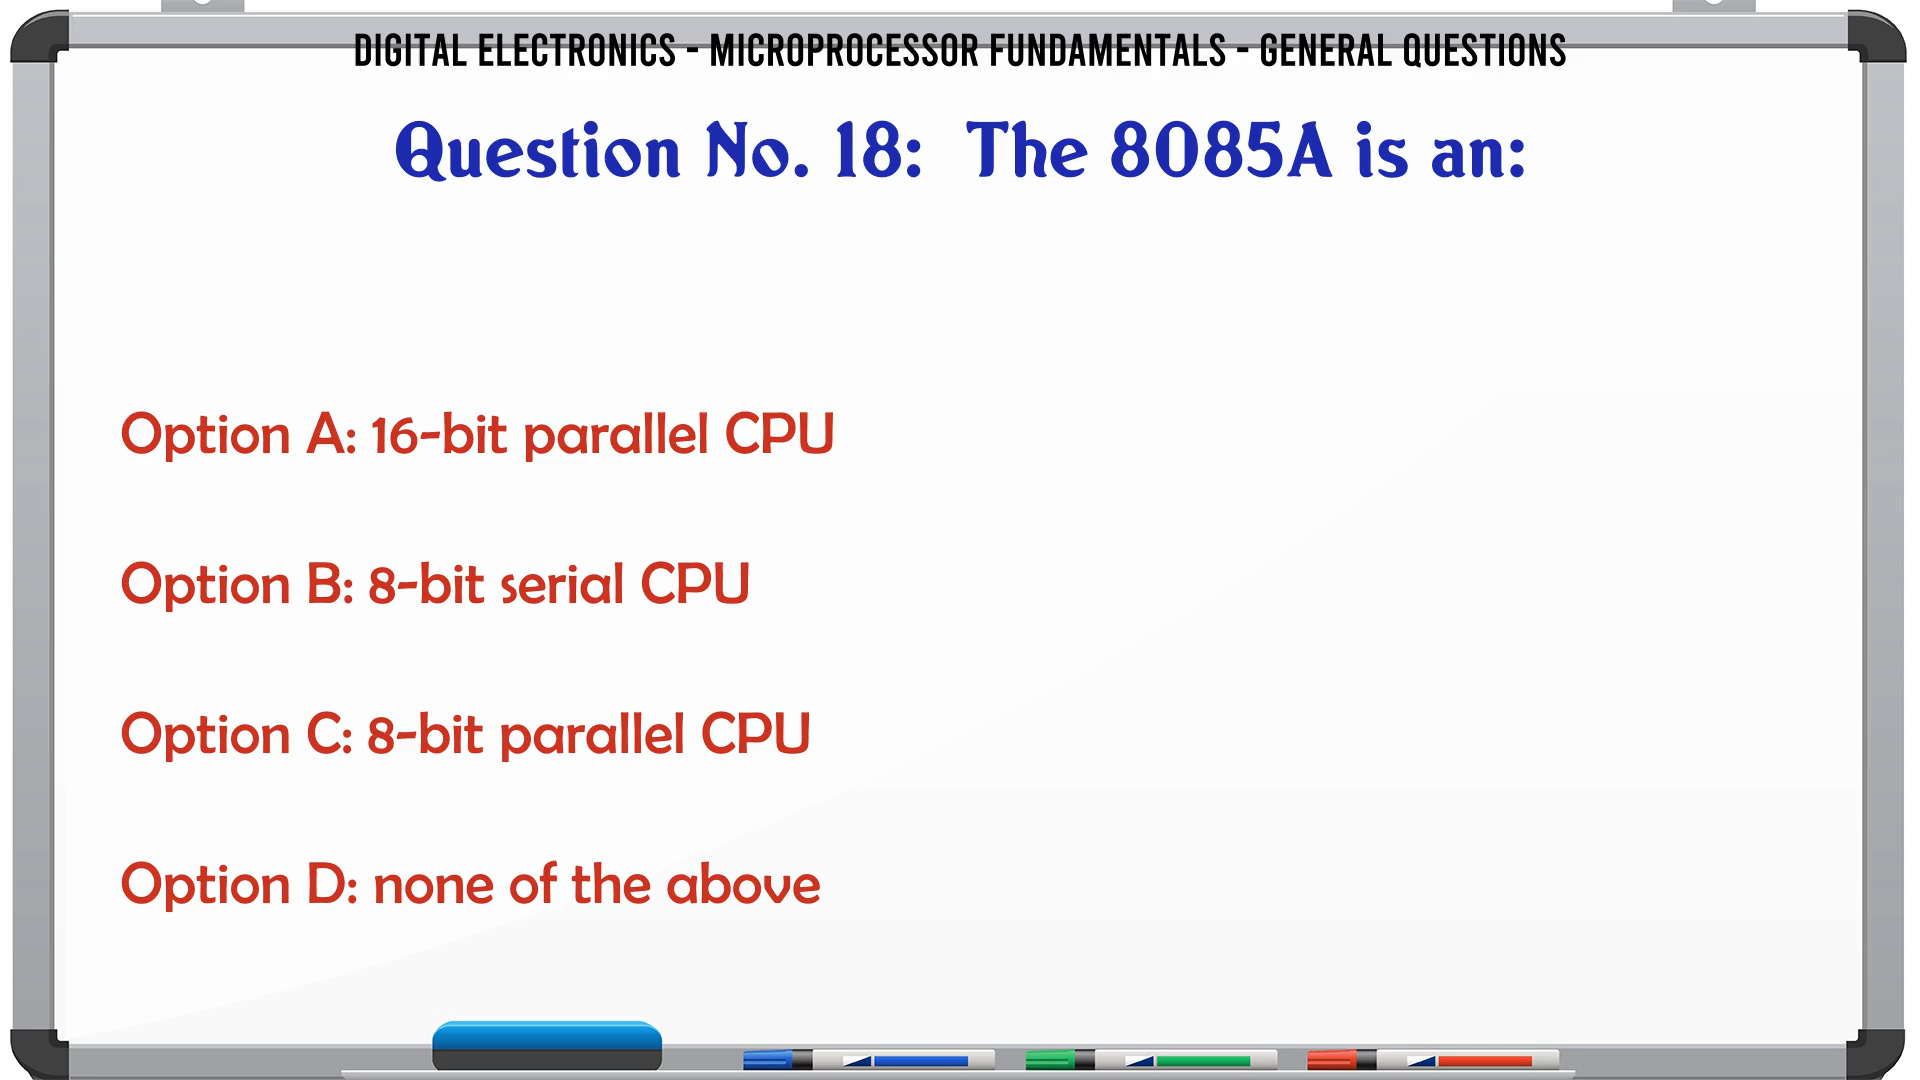 DIGITAL ELECTRONICS - MICROPROCESSOR FUNDAMENTALS - GENERAL QUESTIONS
Question No. 18:  The 8085A is an:
Option A: 16-bit parallel CPU
Option B: 8-bit serial CPU
Option C: 8-bit parallel CPU
Option D: none of the above